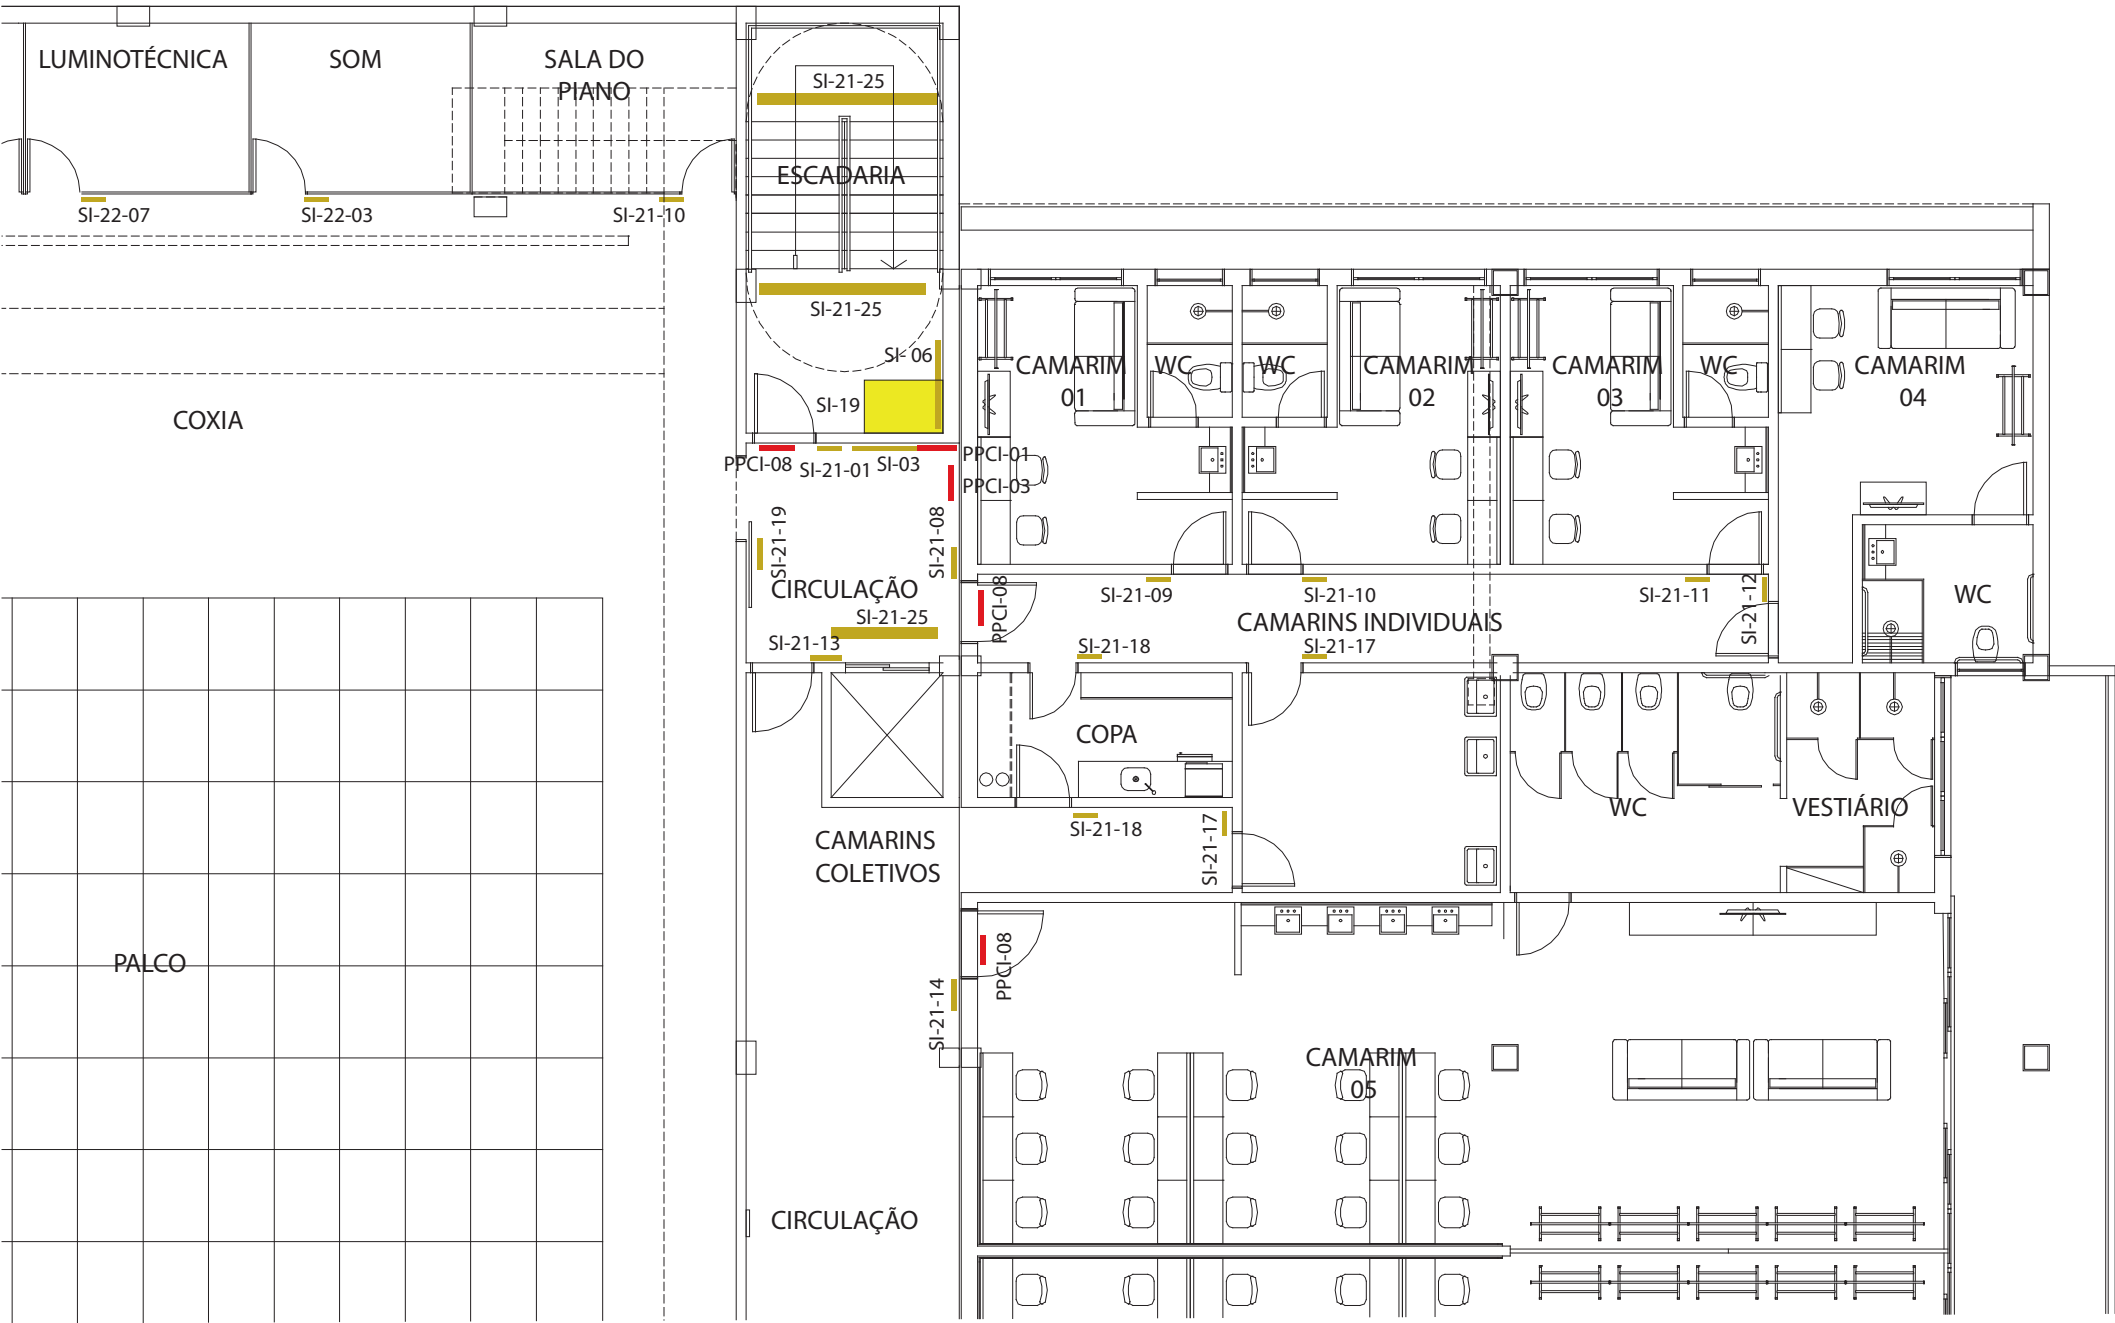 LUMINOTÉCNICA
SOM
SALA DO
PIANO
SI-21-25
ESCADARIA
SI-22-07
SI-22-03
SI-21-10
SI-21-25
SI- 06
SI-19
COXIA
CAMARIM
01
WC
WC
CAMARIM
02
CAMARIM
03
WC
CAMARIM
04
PPCI-08
SI-21-01
SI-03
PPCI-01
PPCI-03
SI-21-19
SI-21-08
CIRCULAÇÃO
SI-21-25
SI-21-13
PPCI-08
SI-21-09
SI-21-10
SI-21-11
SI-21-12
WC
CAMARINS INDIVIDUAIS
SI-21-18
SI-21-17
COPA
SI-21-18
SI-21-17
WC
VESTIÁRIO
CAMARINS
COLETIVOS
PALCO
PPCI-08
SI-21-14
CAMARIM
05
CIRCULAÇÃO